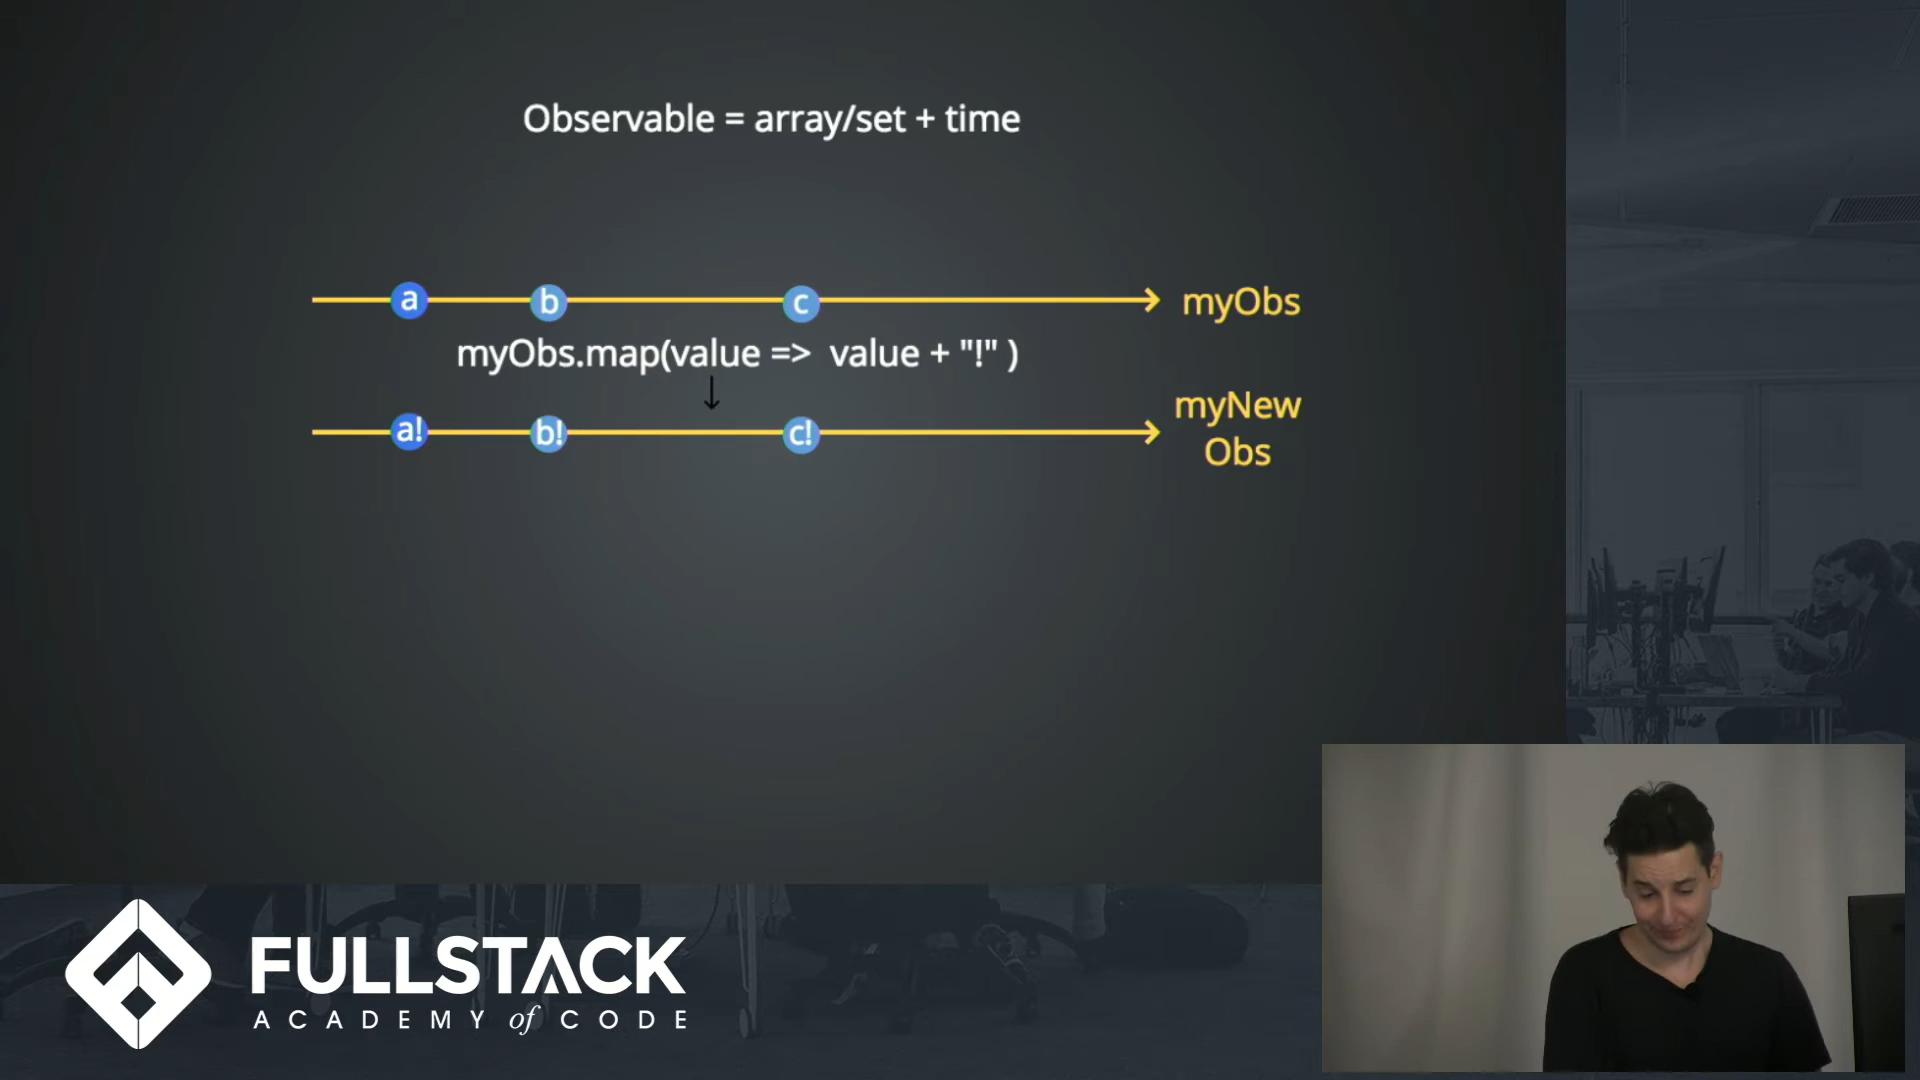 Observable = array/set + time
a b c
myObs
myObs.map(value => value + "!" )
↓
a! b! c!
myNew
Obs
FULLSTACK
ACADEMY of CODE